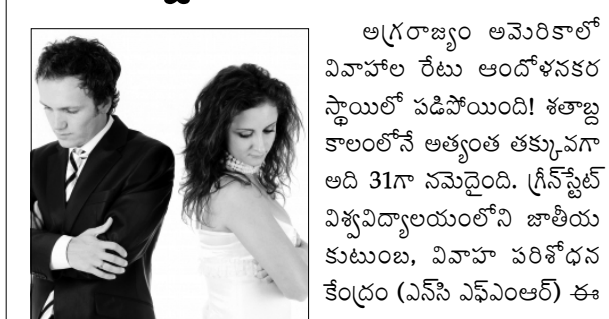 అగ్రరాజ్యం అమెరికాలో
వివాహాల రేటు ఆందోళనకర
స్థాయిలో పడిపోయింది! శతాబ్ద
కాలంలోనే అత్యంత తక్కువగా
అది 31గా నమెదైంది. గ్రీన్‌స్టేట్
విశ్వవిద్యాలయంలోని జాతీయ
కుటుంబ, వివాహ పరిశోధన
కేంద్రం (ఎన్‌సి ఎఫ్‌ఎంఆర్) ఈ